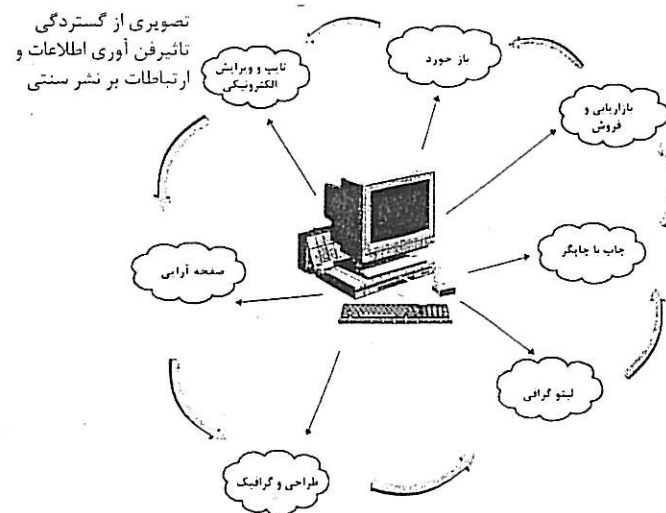 تصویری از گستردگی
تاثیرفن آوری اطلاعات و
ارتباطات بر نشر سنتی
باز خورد
تایپ و ویرایش
الکترونیکی
بازاریابی و
فروش
چاپ با چاپگر
صفحه آرایی
لیتو گرافی
طراحی و گرافیک